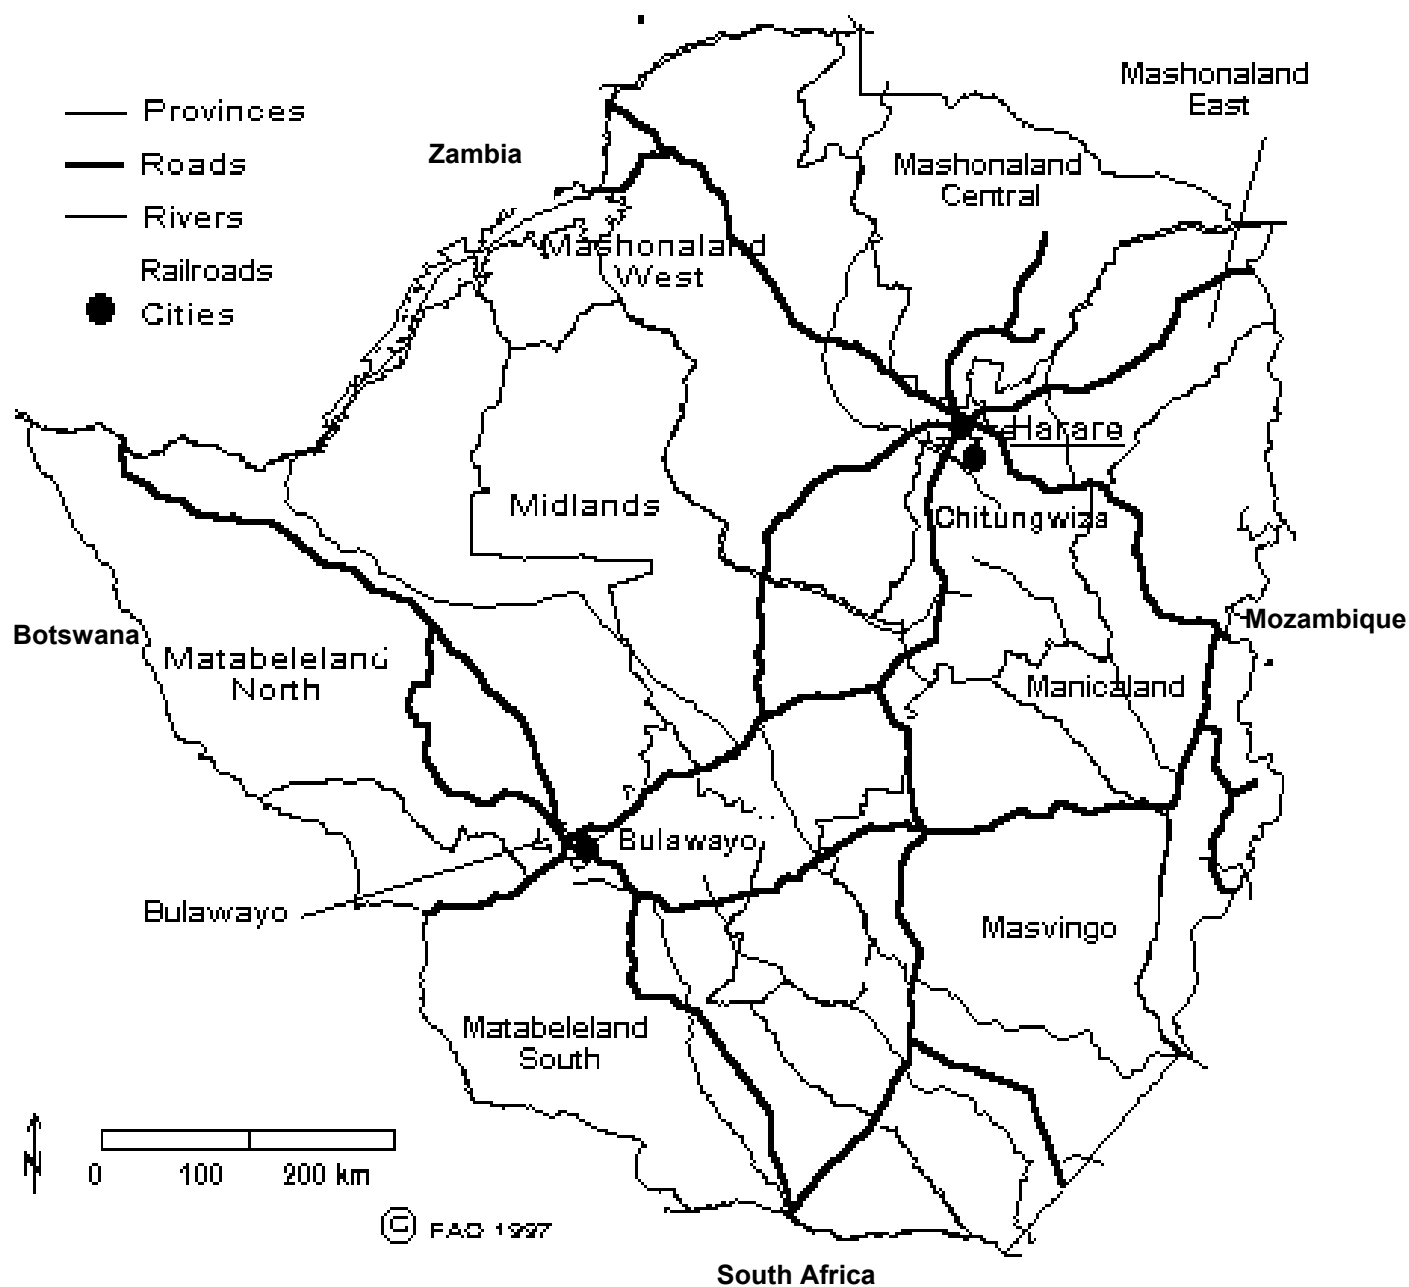 Mashonaland
East
Provinces
Roads
Rivers
Railroads
Cities
Zambia
Mashonaland
Central
Mashonaland
West
Harare
Midlands
Chitungwiza
Botswana
Mozambique
Matabeleland
North
Manicaland
Bulawayo
Bulawayo
Masvingo
Matabeleland
South
N
0 100 200 km
© FAO 1997
South Africa